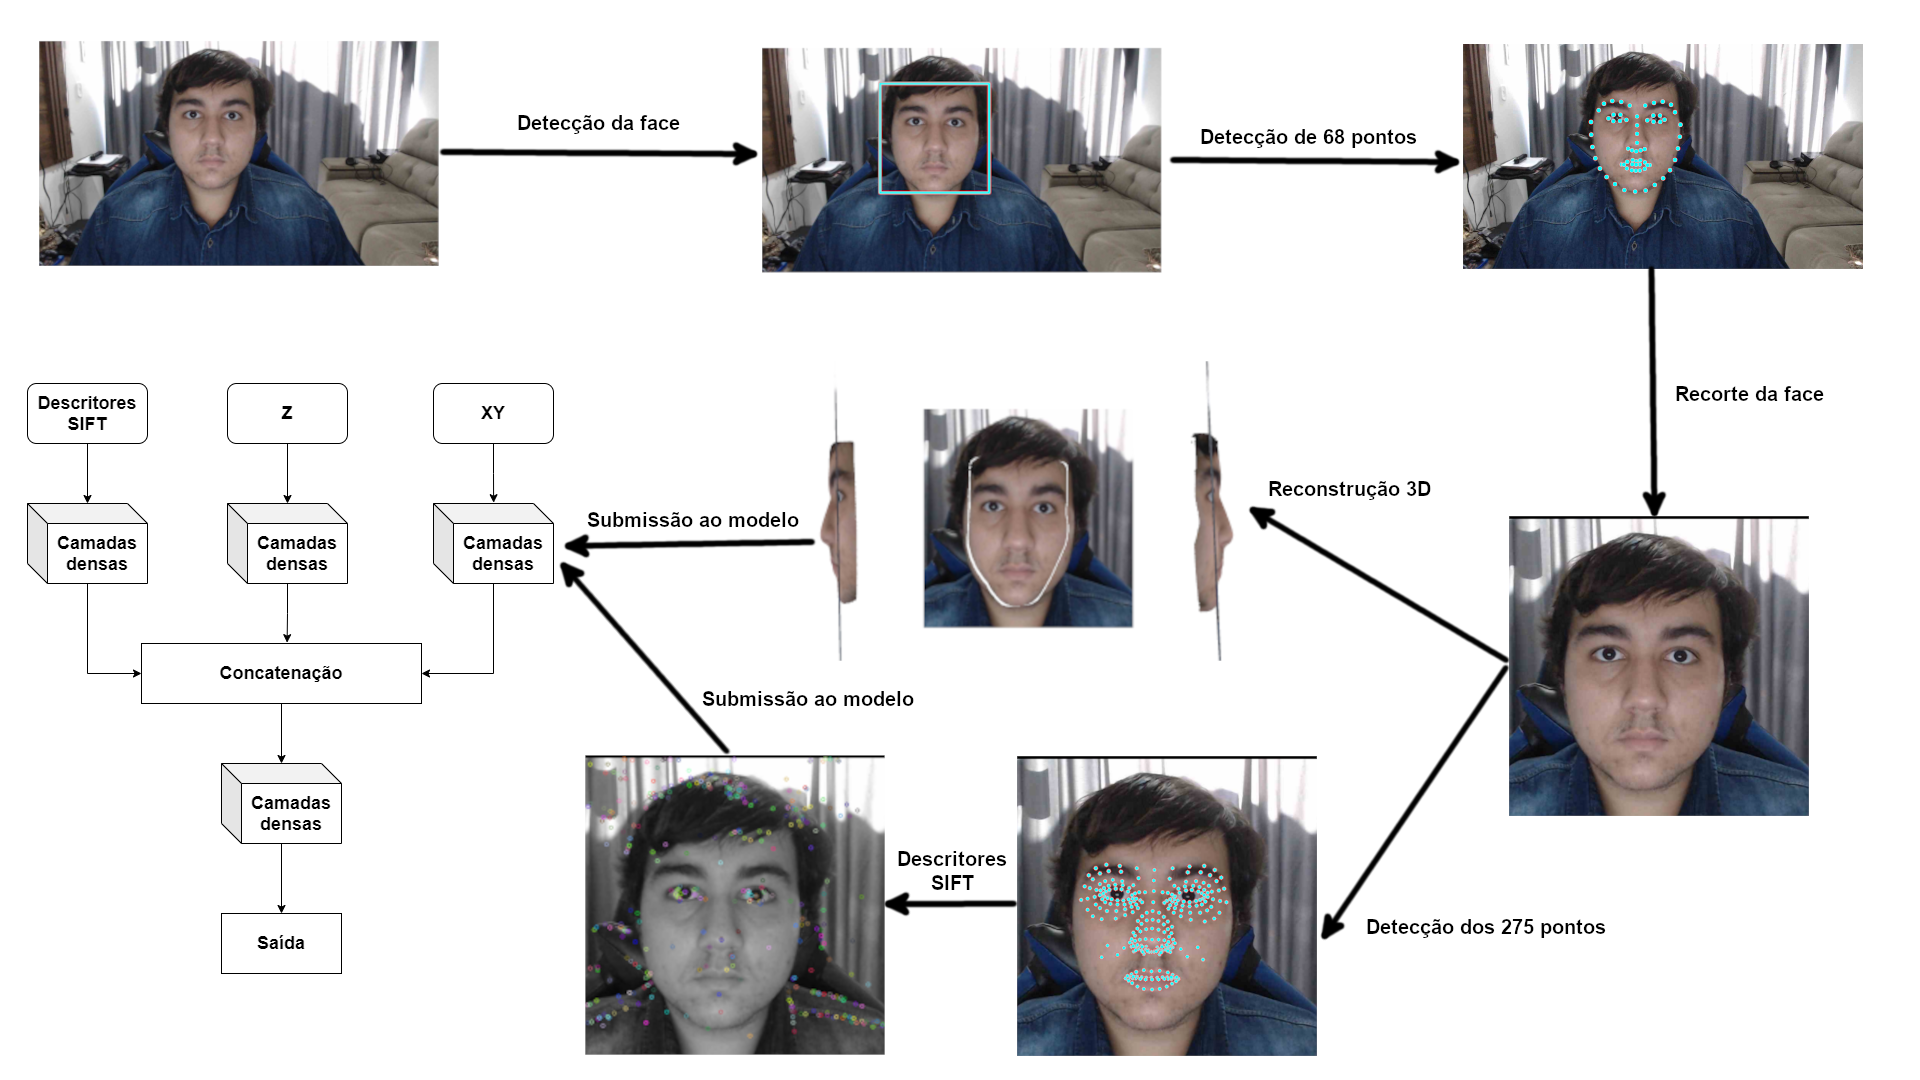 Detecção da face
Detecção de 68 pontos
Recorte da face
Reconstrução 3D
Detecção dos 275 pontos
Descritores
SIFT
Submissão ao modelo
Submissão ao modelo
Descritores
SIFT
Z
XY
Camadas
densas
Camadas
densas
Camadas
densas
Concatenação
Camadas
densas
Saída